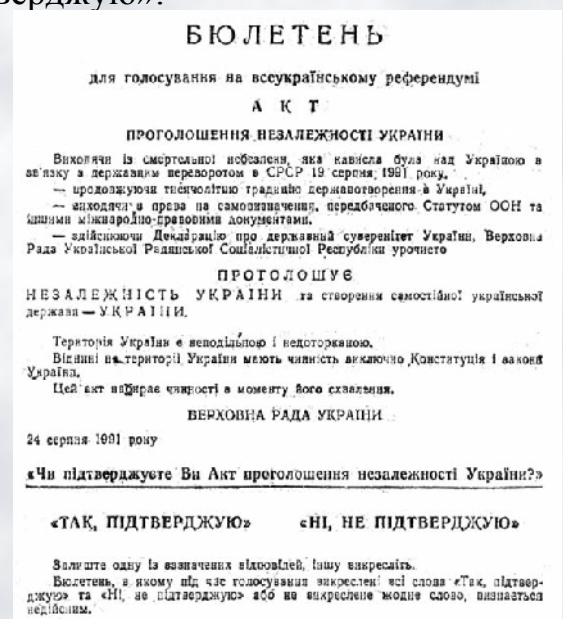 верджую».
БЮЛЕТЕНЬ
для голосування на всеукраїнському референдумі
АКТ
ПРОГОЛОШЕННЯ НЕЗАЛЕЖНОСТІ УКРАЇНИ
Виходячи із смертельної небезпеки, яка нависла була над Україною в
зв'язку з державним переворотом в СРСР 19 серпня 1991 року,
— продовжуючи тисячолітню традицію державотворення в Україні,
— виходячи з права на самовизначення, передбаченого Статутом ООН та
іншими міжнародно-правовими документами,
— здійснюючи Декларацію про державний суверенітет України, Верховна
Рада Української Радянської Соціалістичної Республіки урочисто
ПРОГОЛОШУЄ
НЕЗАЛЕЖНІСТЬ УКРАЇНИ та створення самостійної української
держави — УКРАЇНИ.
Територія України є неподільною і недоторканою.
Віднині на території України мають чинність виключно Конституція і закони
України.
Цей акт набирає чинності з моменту його схвалення.
ВЕРХОВНА РАДА УКРАЇНИ
24 серпня 1991 року
«Чи підтверджуєте Ви Акт проголошення незалежності України?»
«ТАК, ПІДТВЕРДЖУЮ» «НІ, НЕ ПІДТВЕРДЖУЮ»
Залиште одну із зазначених відповідей, іншу викресліть.
Бюлетень, в якому під час голосування викреслені всі слова «Так, підтвер-
джую» та «Ні, не підтверджую» або не викреслене жодне слово, визнається
недійсним.